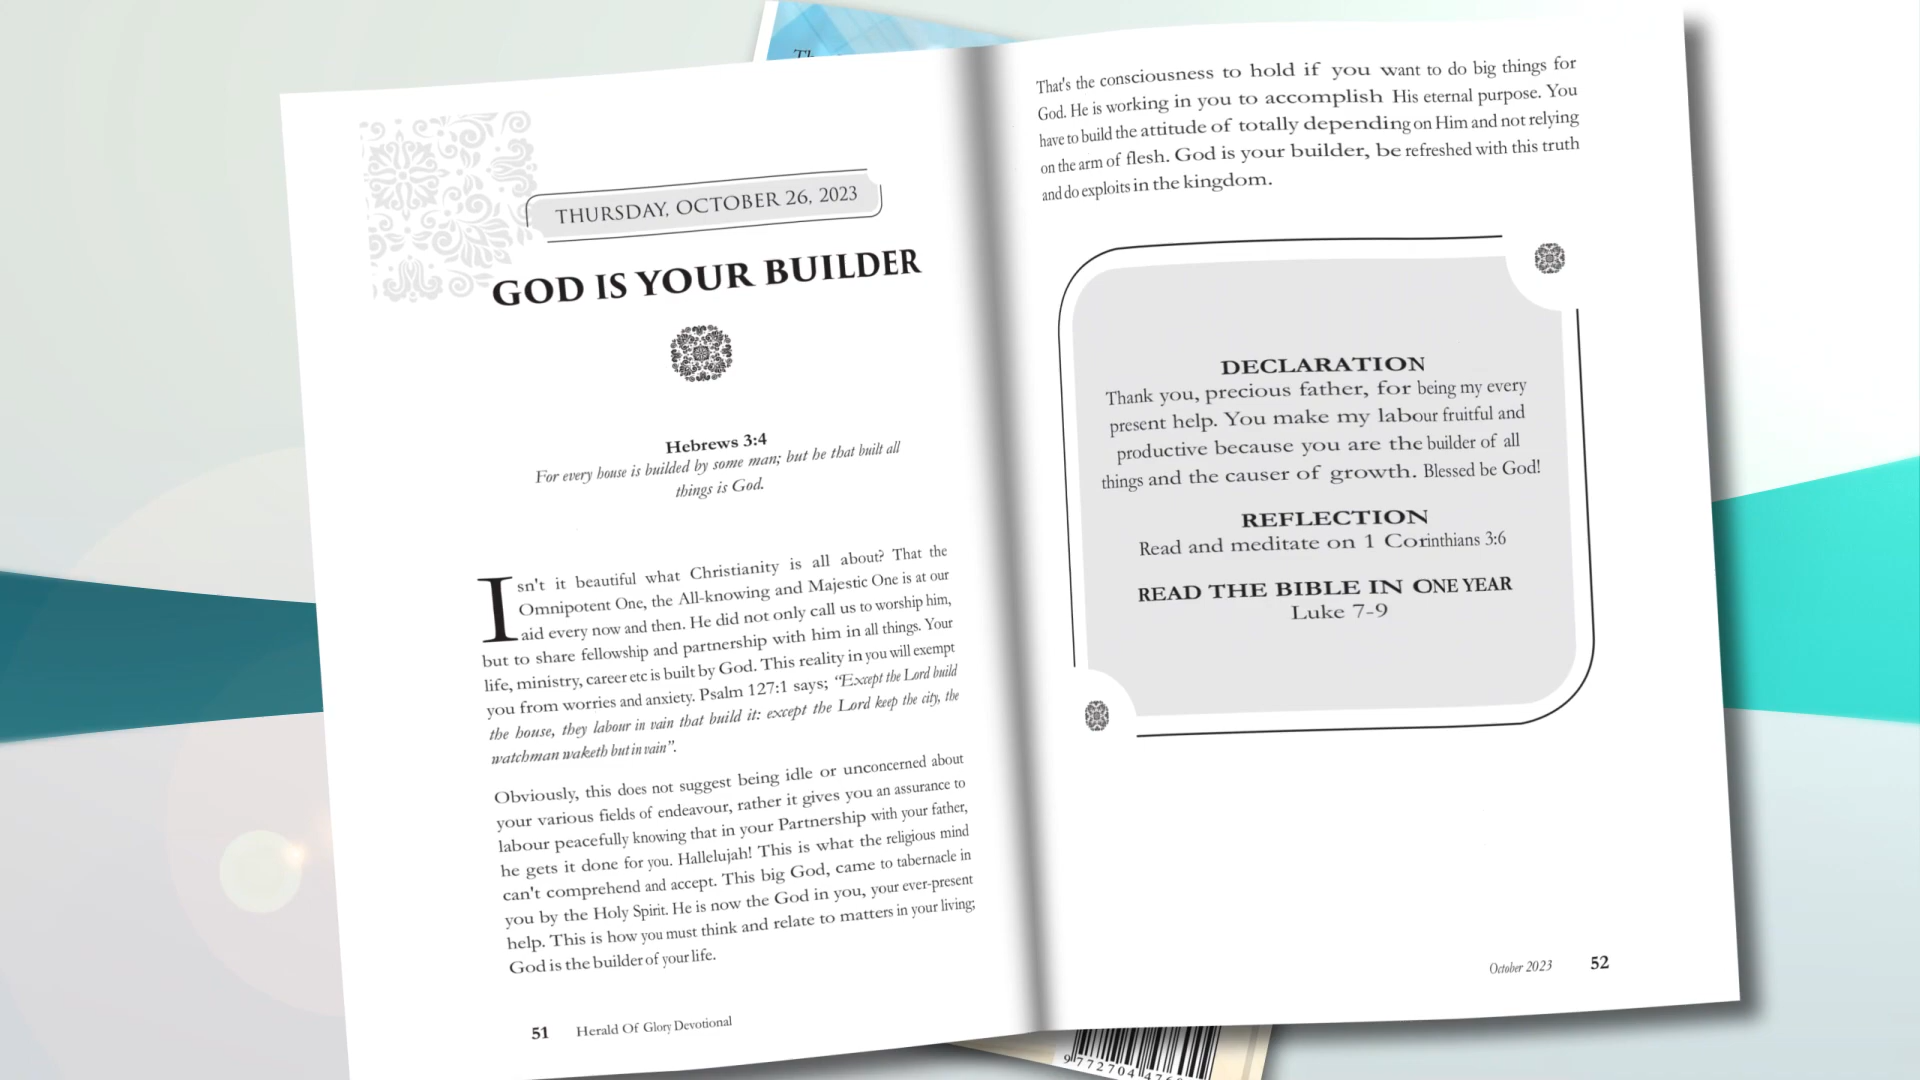 THURSDAY, OCTOBER 26, 2023
GOD IS YOUR BUILDER
Hebrews 3:4
For every house is builded by some man; but he that built all
things is God.
Isn't it beautiful what Christianity is all about? That the
Omnipotent One, the All-knowing and Majestic One is at our
aid every now and then. He did not only call us to worship him,
but to share fellowship and partnership with him in all things. Your
life, ministry, career etc is built by God. This reality in you will exempt
you from worries and anxiety. Psalm 127:1 says; “Except the Lord build
the house, they labour in vain that build it: except the Lord keep the city, the
watchman waketh but in vain”.
Obviously, this does not suggest being idle or unconcerned about
your various fields of endeavour, rather it gives you an assurance to
labour peacefully knowing that in your Partnership with your father,
he gets it done for you. Hallelujah! This is what the religious mind
can't comprehend and accept. This big God, came to tabernacle in
you by the Holy Spirit. He is now the God in you, your ever-present
help. This is how you must think and relate to matters in your living;
God is the builder of your life.
51 Herald Of Glory Devotional
That's the consciousness to hold if you want to do big things for
God. He is working in you to accomplish His eternal purpose. You
have to build the attitude of totally depending on Him and not relying
on the arm of flesh. God is your builder, be refreshed with this truth
and do exploits in the kingdom.
DECLARATION
Thank you, precious father, for being my every
present help. You make my labour fruitful and
productive because you are the builder of all
things and the causer of growth. Blessed be God!
REFLECTION
Read and meditate on 1 Corinthians 3:6
READ THE BIBLE IN ONE YEAR
Luke 7-9
October 2023 52